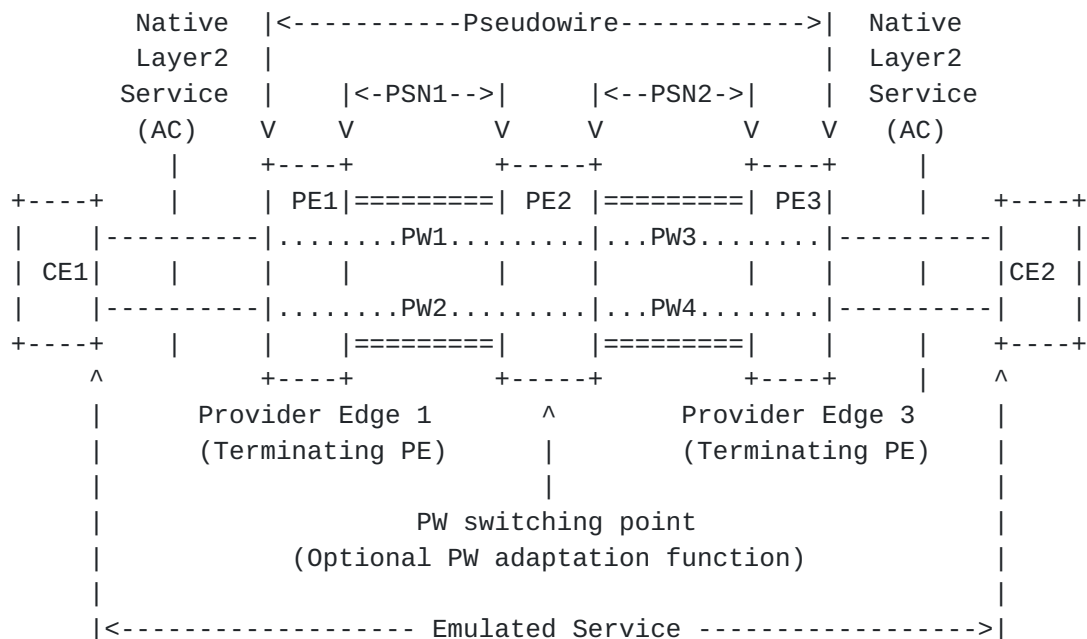 Native |<-----------Pseudowire------------>| Native
Layer2 | | Layer2
Service | |<-PSN1-->| |<--PSN2->| | Service
(AC) V V V V V V (AC)
| +----+ +-----+ +----+ |
+----+ | | PE1|=========| PE2 |=========| PE3| | +----+
| |----------|........PW1.........|...PW3........|----------| |
| CE1| | | | | | | | | |CE2 |
| |----------|........PW2.........|...PW4........|----------| |
+----+ | | |=========| |=========| | | +----+
^ +----+ +-----+ +----+ | ^
| Provider Edge 1 ^ Provider Edge 3 |
| (Terminating PE) | (Terminating PE) |
| | |
| PW switching point |
| (Optional PW adaptation function) |
| |
|<------------------- Emulated Service ------------------>|